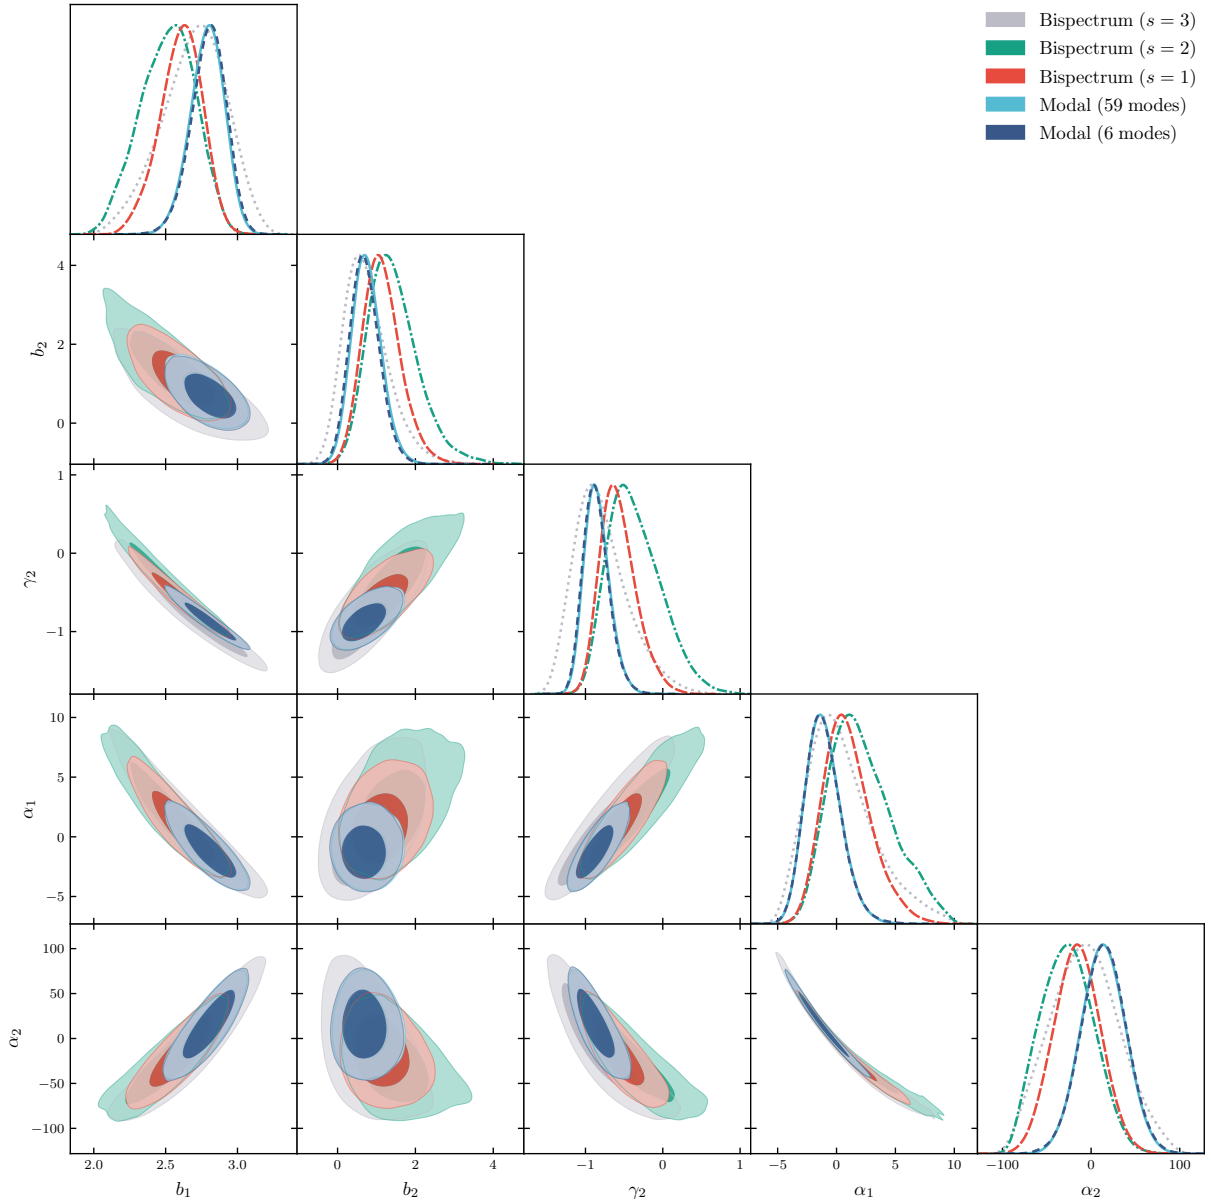 Bispectrum (s = 3)
Bispectrum (s = 2)
Bispectrum (s = 1)
Modal (59 modes)
Modal (6 modes)
4
2
0
b₂
1
0
−1
γ₂
10
5
0
−5
α₁
100
50
0
−50
−100
α₂
2.0 2.5 3.0 0 2 4 −1 0 1 −5 0 5 10 −100 0 100
b₁ b₂ γ₂ α₁ α₂